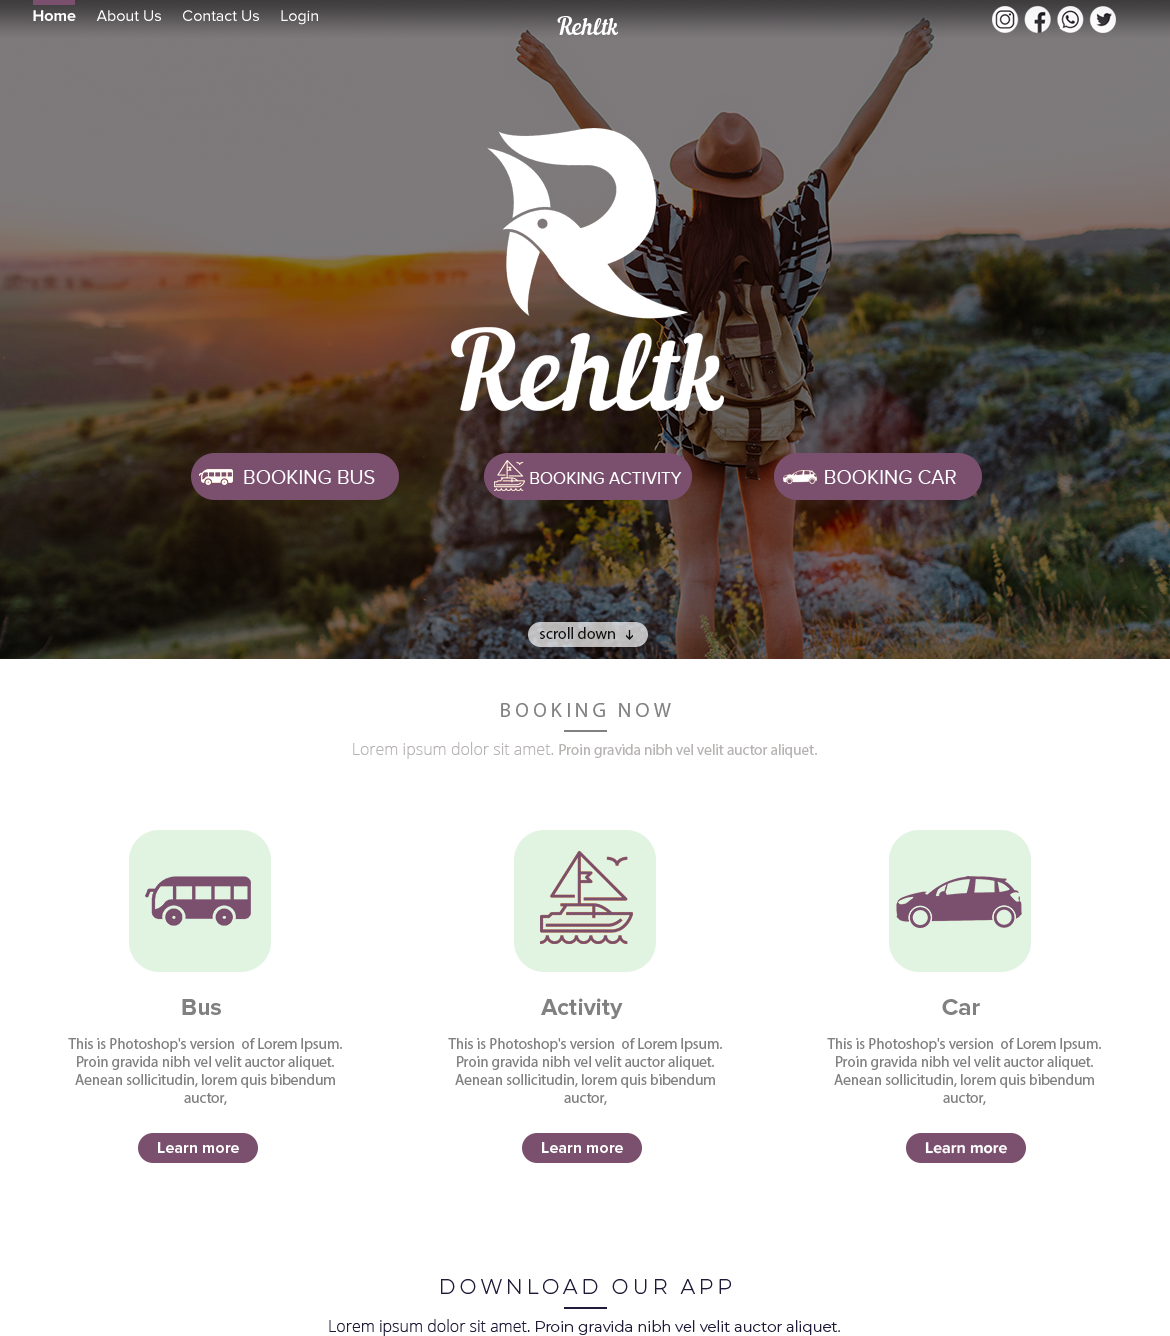 Home About Us Contact Us Login
Rehltk
Rehltk
BOOKING BUS BOOKING ACTIVITY BOOKING CAR
scroll down ↓
BOOKING NOW
Lorem ipsum dolor sit amet. Proin gravida nibh vel velit auctor aliquet.
Bus
This is Photoshop's version of Lorem Ipsum.
Proin gravida nibh vel velit auctor aliquet.
Aenean sollicitudin, lorem quis bibendum
auctor,
Learn more
Activity
This is Photoshop's version of Lorem Ipsum.
Proin gravida nibh vel velit auctor aliquet.
Aenean sollicitudin, lorem quis bibendum
auctor,
Learn more
Car
This is Photoshop's version of Lorem Ipsum.
Proin gravida nibh vel velit auctor aliquet.
Aenean sollicitudin, lorem quis bibendum
auctor,
Learn more
DOWNLOAD OUR APP
Lorem ipsum dolor sit amet. Proin gravida nibh vel velit auctor aliquet.